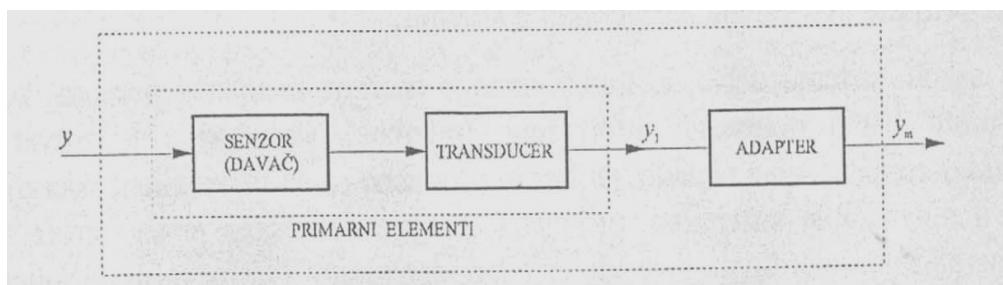 y
SENZOR
(DAVAČ)
TRANSDUCER
y₁
ADAPTER
yₘ
PRIMARNI ELEMENTI